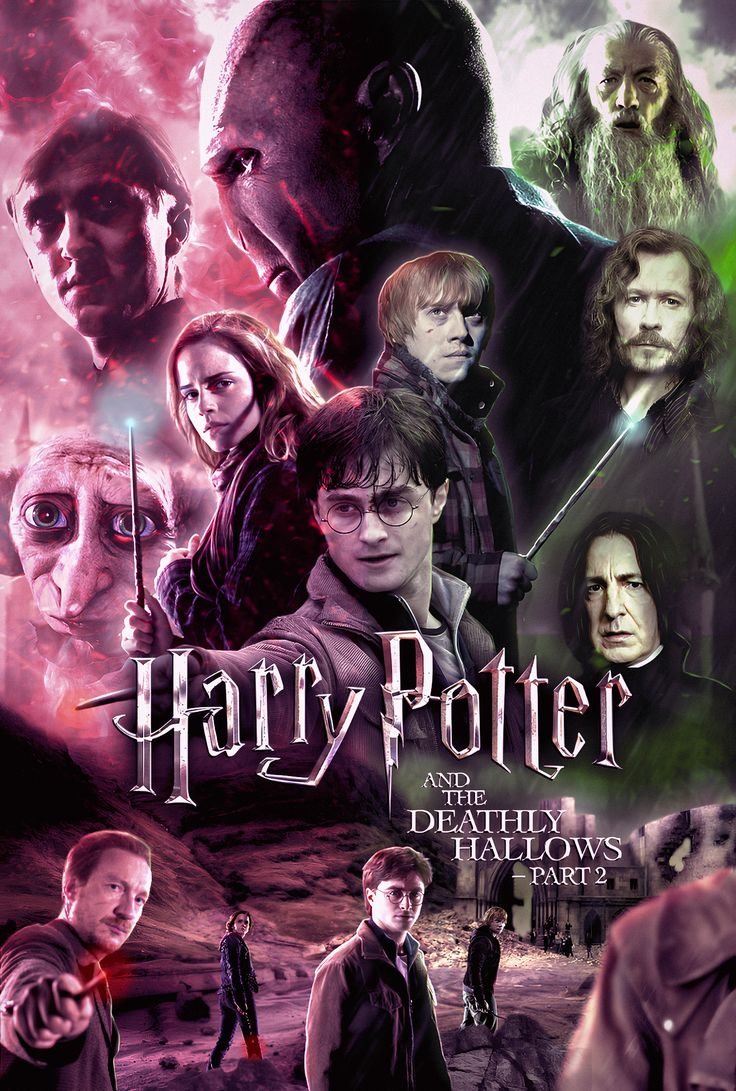 Harry Potter
AND
THE
DEATHLY
HALLOWS
– PART 2